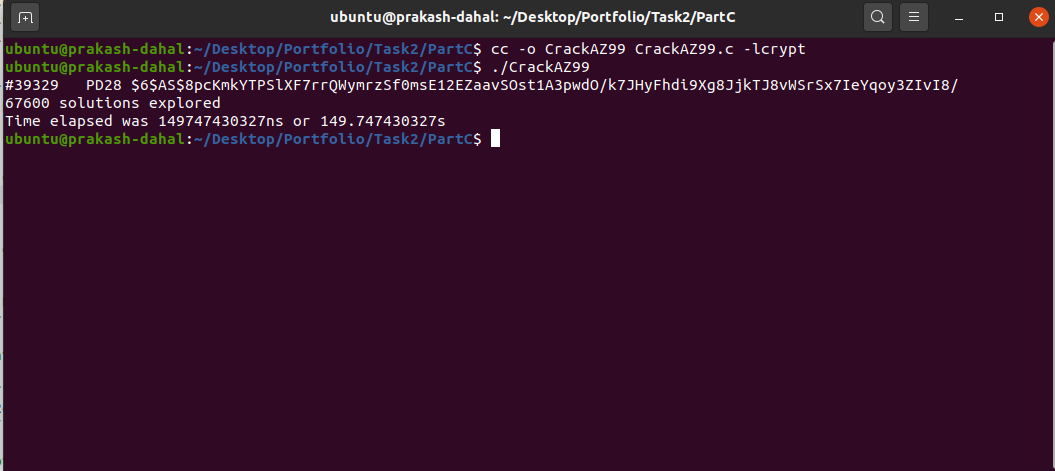 ubuntu@prakash-dahal: ~/Desktop/Portfolio/Task2/PartC
ubuntu@prakash-dahal:~/Desktop/Portfolio/Task2/PartC$ cc -o CrackAZ99 CrackAZ99.c -lcrypt
ubuntu@prakash-dahal:~/Desktop/Portfolio/Task2/PartC$ ./CrackAZ99
#39329   PD28 $6$AS$8pcKmkYTPSlXF7rrQWymrzSf0msE12EZaavSOst1A3pwdO/k7JHyFhdi9Xg8JjkTJ8vWSrSx7IeYqoy3ZIvI8/
67600 solutions explored
Time elapsed was 149747430327ns or 149.747430327s
ubuntu@prakash-dahal:~/Desktop/Portfolio/Task2/PartC$